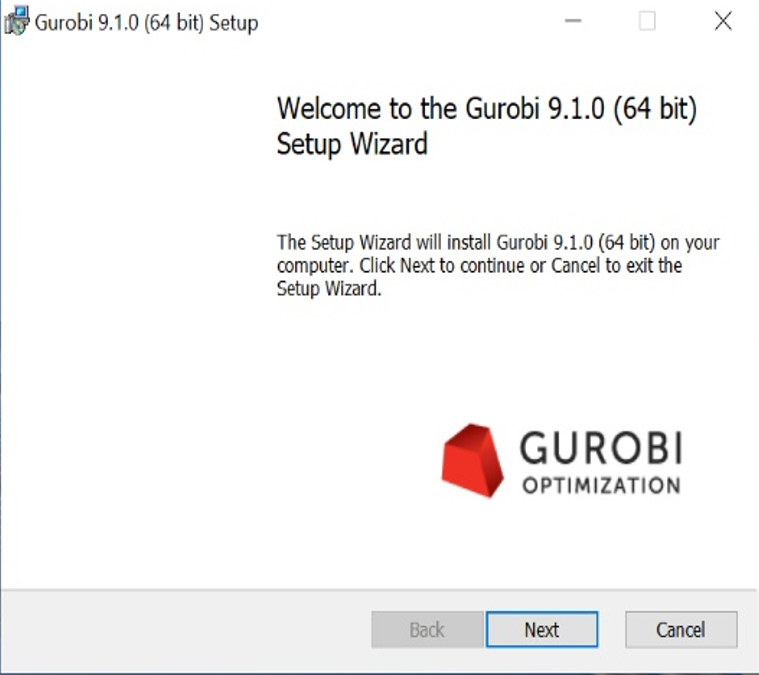 Gurobi 9.1.0 (64 bit) Setup
Welcome to the Gurobi 9.1.0 (64 bit)
Setup Wizard
The Setup Wizard will install Gurobi 9.1.0 (64 bit) on your
computer. Click Next to continue or Cancel to exit the
Setup Wizard.
GUROBI
OPTIMIZATION
Back
Next
Cancel